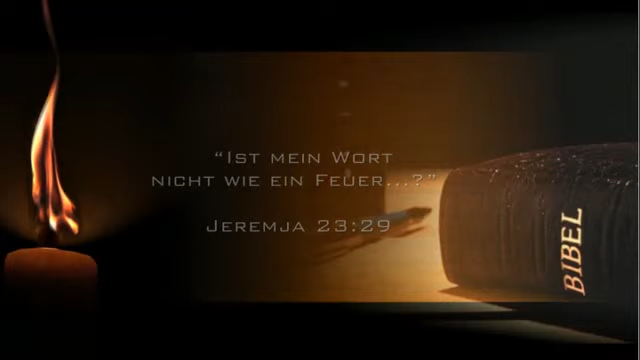 “Ist mein Wort
nicht wie ein Feuer...?”
Jeremja 23:29
BIBEL